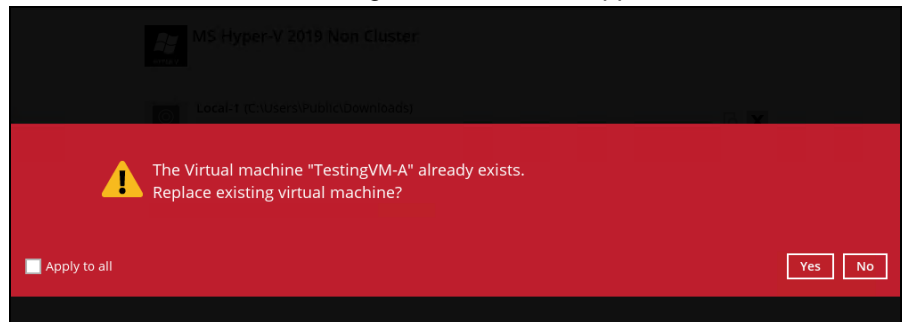 MS Hyper-V 2019 Non Cluster
Local-1 (C:\Users\Public\Downloads)
The Virtual machine "TestingVM-A" already exists.
Replace existing virtual machine?
Apply to all
Yes
No